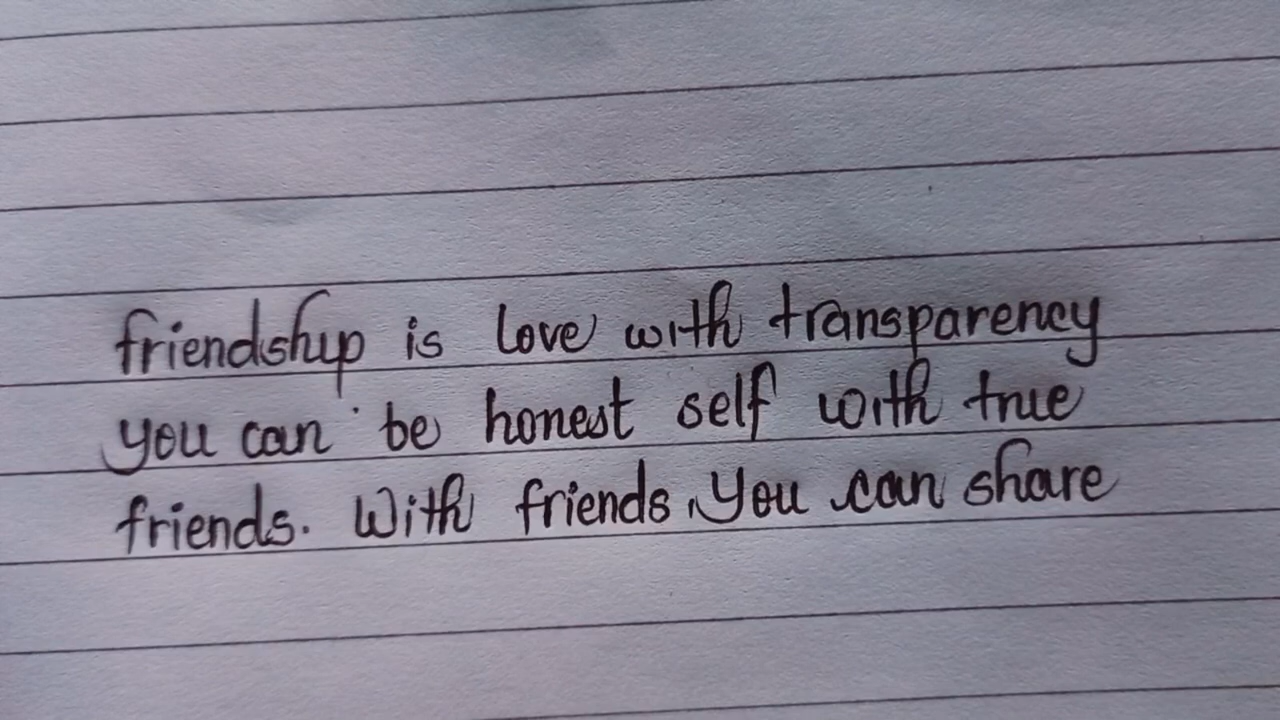 friendship is love with transparency
you can be honest self with true
friends. With friends, you can share